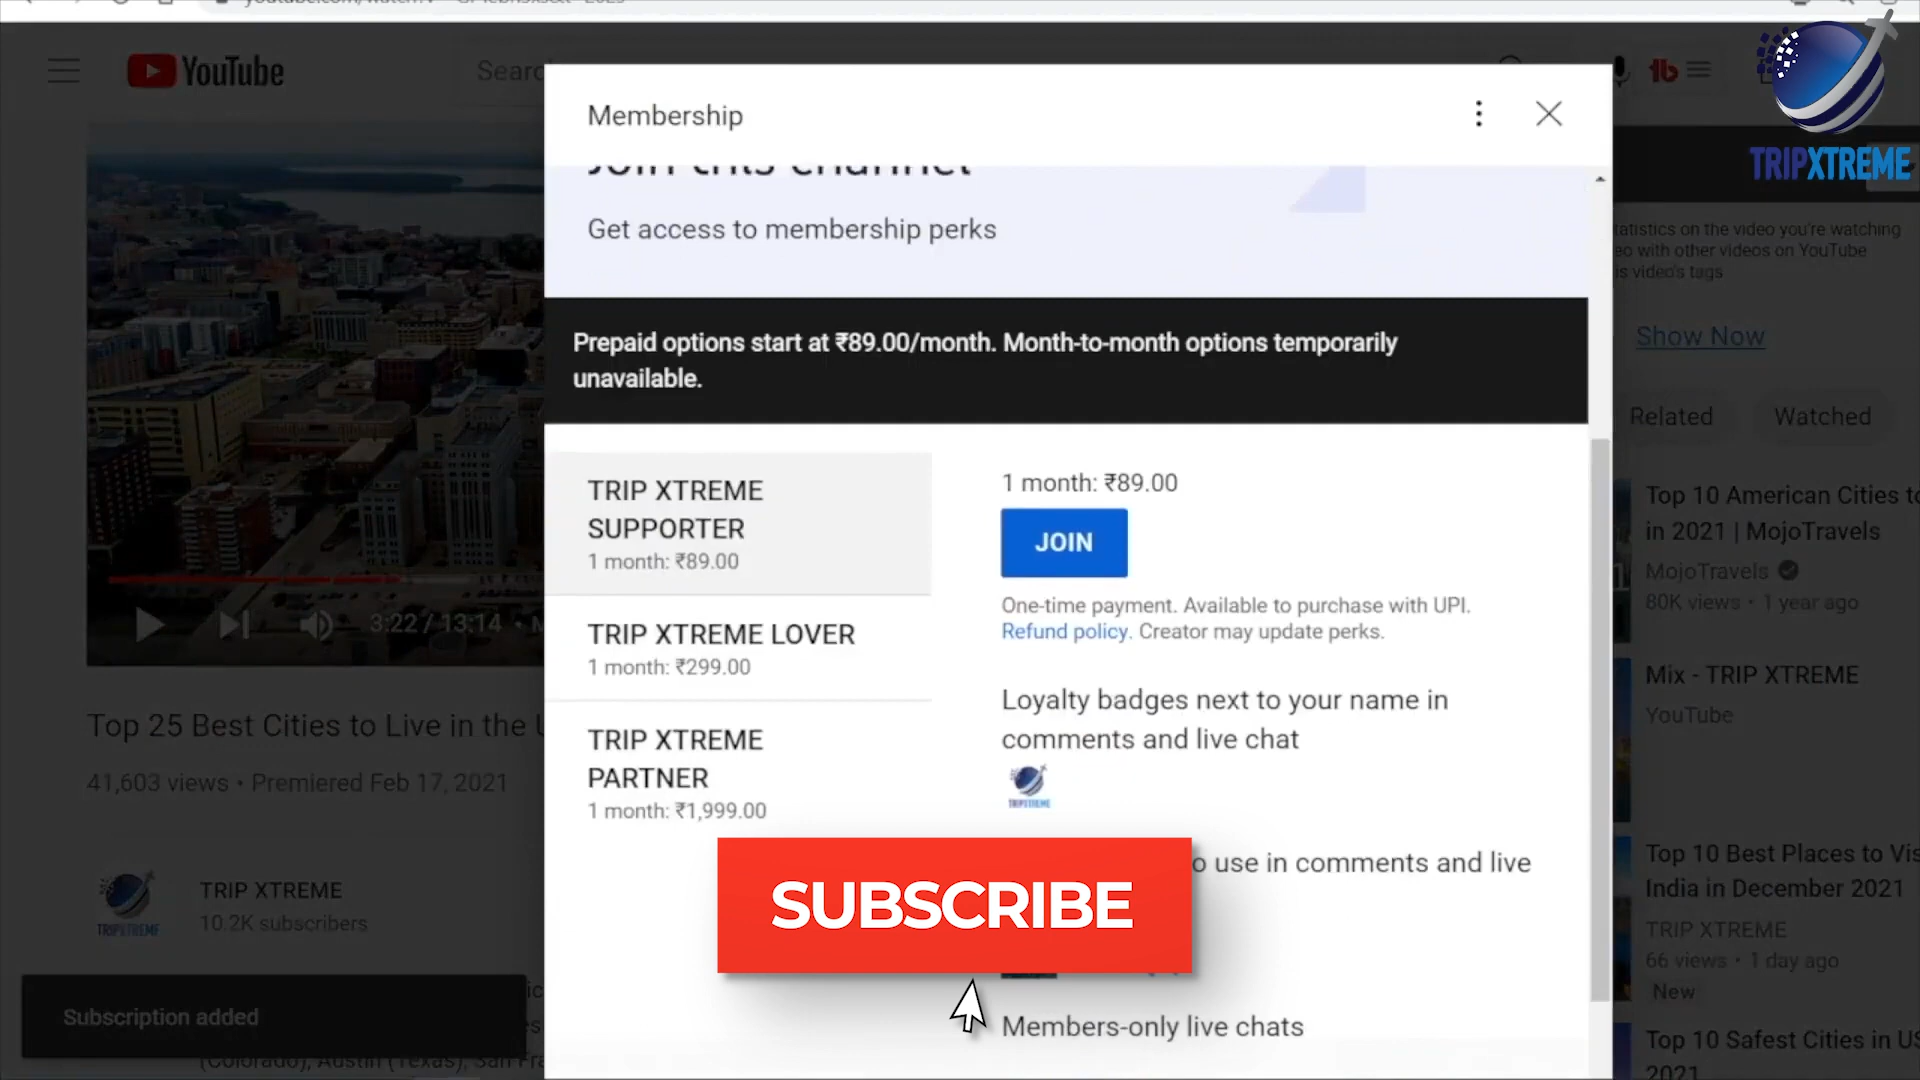 YouTube
Membership
TRIPXTREME
Get access to membership perks
Prepaid options start at ₹89.00/month. Month-to-month options temporarily
unavailable.
TRIP XTREME
SUPPORTER
1 month: ₹89.00
TRIP XTREME LOVER
1 month: ₹299.00
TRIP XTREME
PARTNER
1 month: ₹1,999.00
1 month: ₹89.00
JOIN
One-time payment. Available to purchase with UPI.
Refund policy. Creator may update perks.
Loyalty badges next to your name in
comments and live chat
TRIPXTREME
use in comments and live
SUBSCRIBE
Members-only live chats
3:22 / 13:14
Top 25 Best Cities to Live in the
41,603 views • Premiered Feb 17, 2021
TRIPXTREME
TRIP XTREME
10.2K subscribers
Subscription added
(Colorado), Austin (Texas), San
on the video you're watching
with other videos on YouTube
video's tags
Show Now
Related
Watched
Top 10 American Cities
in 2021 | MojoTravels
MojoTravels
80K views • 1 year ago
Mix - TRIP XTREME
YouTube
Top 10 Best Places to
India in December 2021
TRIP XTREME
66 views • 1 day ago
New
Top 10 Safest Cities in
2021